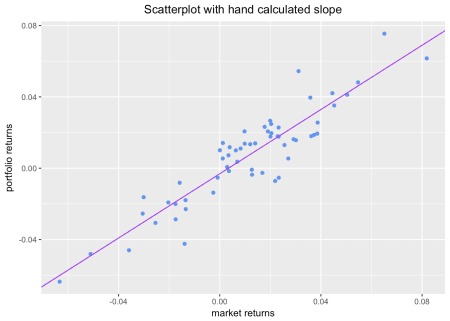 Scatterplot with hand calculated slope
0.08
0.04
0.00
-0.04
portfolio returns
-0.04 0.00 0.04 0.08
market returns